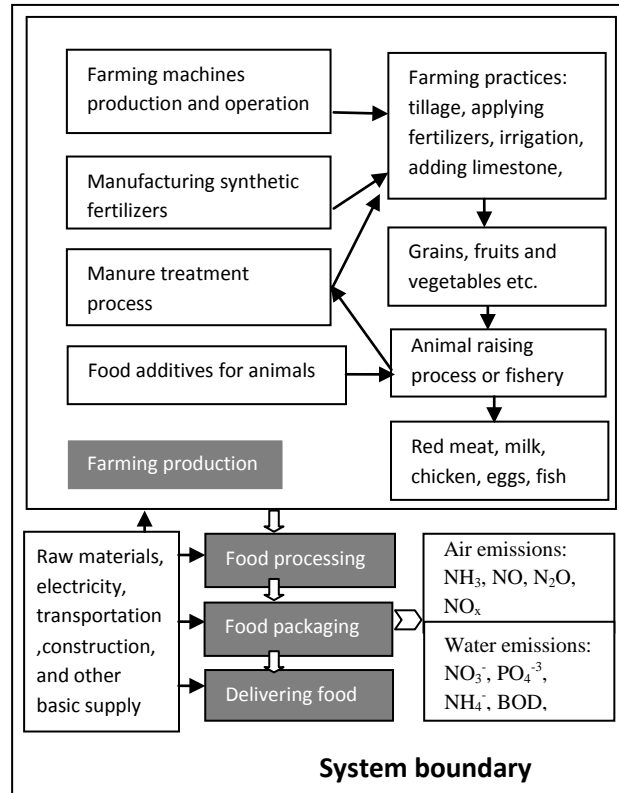 Farming machines
production and operation
Manufacturing synthetic
fertilizers
Manure treatment
process
Food additives for animals
Farming production
Farming practices:
tillage, applying
fertilizers, irrigation,
adding limestone,
Grains, fruits and
vegetables etc.
Animal raising
process or fishery
Red meat, milk,
chicken, eggs, fish
Raw materials,
electricity,
transportation
,construction,
and other
basic supply
Food processing
Food packaging
Delivering food
Air emissions:
NH₃, NO, N₂O,
NOₓ
Water emissions:
NO₃⁻, PO₄⁻³,
NH₄⁻, BOD,
System boundary